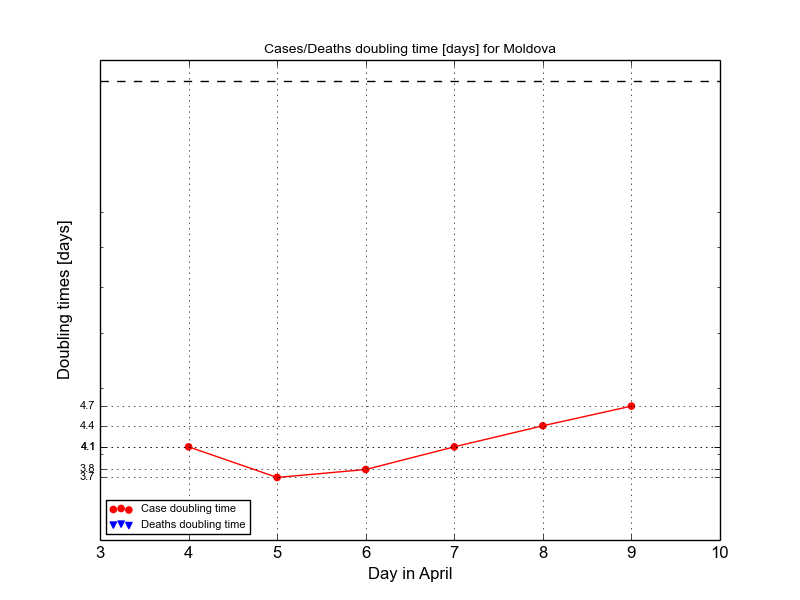 Cases/Deaths doubling time [days] for Moldova
Doubling times [days]
4.7
4.4
4.1
3.8
3.7
Case doubling time
Deaths doubling time
3 4 5 6 7 8 9 10
Day in April